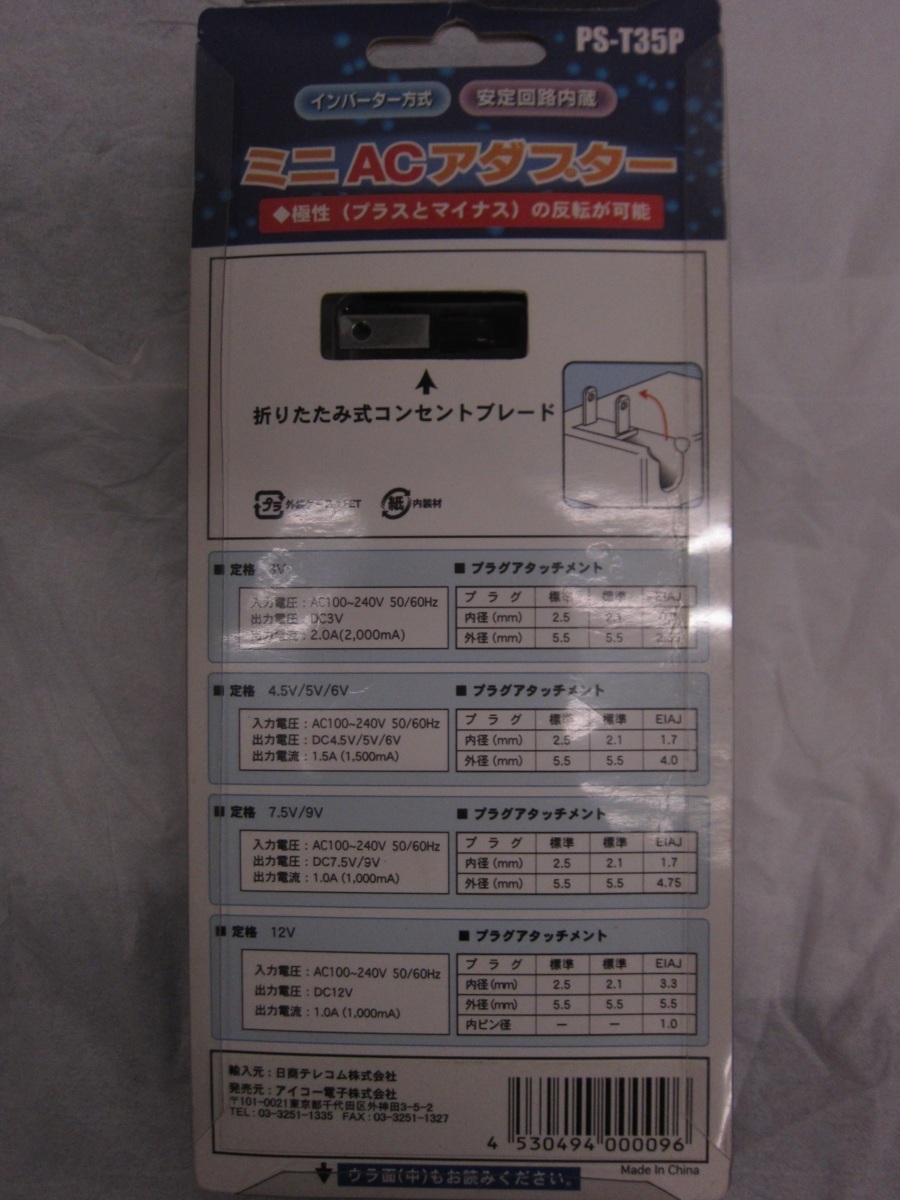 PS-T35P
インバーター方式 安定回路内蔵
ミニACアダプター
◆極性（プラスとマイナス）の反転が可能
折りたたみ式コンセントブレード
プラ 紙 内装材
■ 定格 3V
入力電圧：AC100~240V 50/60Hz
出力電圧：DC3V
出力電流：2.0A(2,000mA)
■ プラグアタッチメント
プラグ 標準 標準 EIAJ
内径(mm) 2.5 2.1
外径(mm) 5.5 5.5
■ 定格 4.5V/5V/6V
入力電圧：AC100~240V 50/60Hz
出力電圧：DC4.5V/5V/6V
出力電流：1.5A(1,500mA)
■ プラグアタッチメント
プラグ 標準 標準 EIAJ
内径(mm) 2.5 2.1 1.7
外径(mm) 5.5 5.5 4.0
■ 定格 7.5V/9V
入力電圧：AC100~240V 50/60Hz
出力電圧：DC7.5V/9V
出力電流：1.0A(1,000mA)
■ プラグアタッチメント
プラグ 標準 標準 EIAJ
内径(mm) 2.5 2.1 1.7
外径(mm) 5.5 5.5 4.75
■ 定格 12V
入力電圧：AC100~240V 50/60Hz
出力電圧：DC12V
出力電流：1.0A(1,000mA)
■ プラグアタッチメント
プラグ 標準 標準 EIAJ
内径(mm) 2.5 2.1 3.3
外径(mm) 5.5 5.5 5.5
内ピン径 — — 1.0
輸入元：日商テレコム株式会社
発売元：アイコー電子株式会社
〒101-0021東京都千代田区外神田3-5-2
TEL：03-3251-1335 FAX：03-3251-1327
4 530494 000096
Made In China
ウラ面(中)もお読みください。